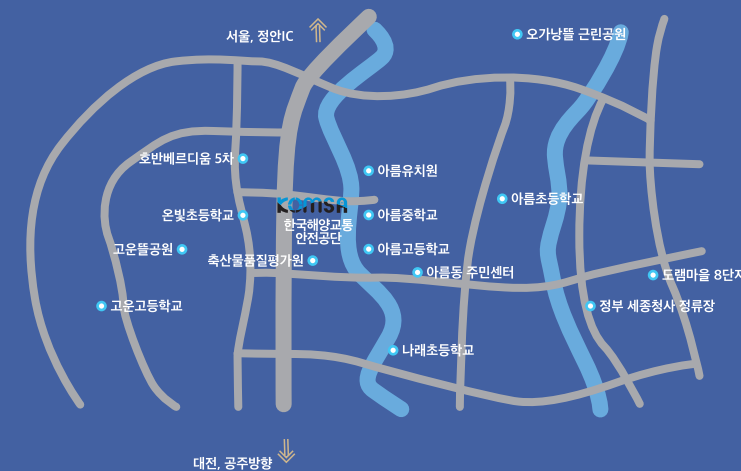 서울, 정안IC
오가낭뜰 근린공원
호반베르디움 5차
아름유치원
아름초등학교
KOMSA
한국해양교통
안전공단
온빛초등학교
아름중학교
고운뜰공원
축산물품질평가원
아름고등학교
아름동 주민센터
도램마을 8단지
고운고등학교
정부 세종청사 정류장
나래초등학교
대전, 공주방향